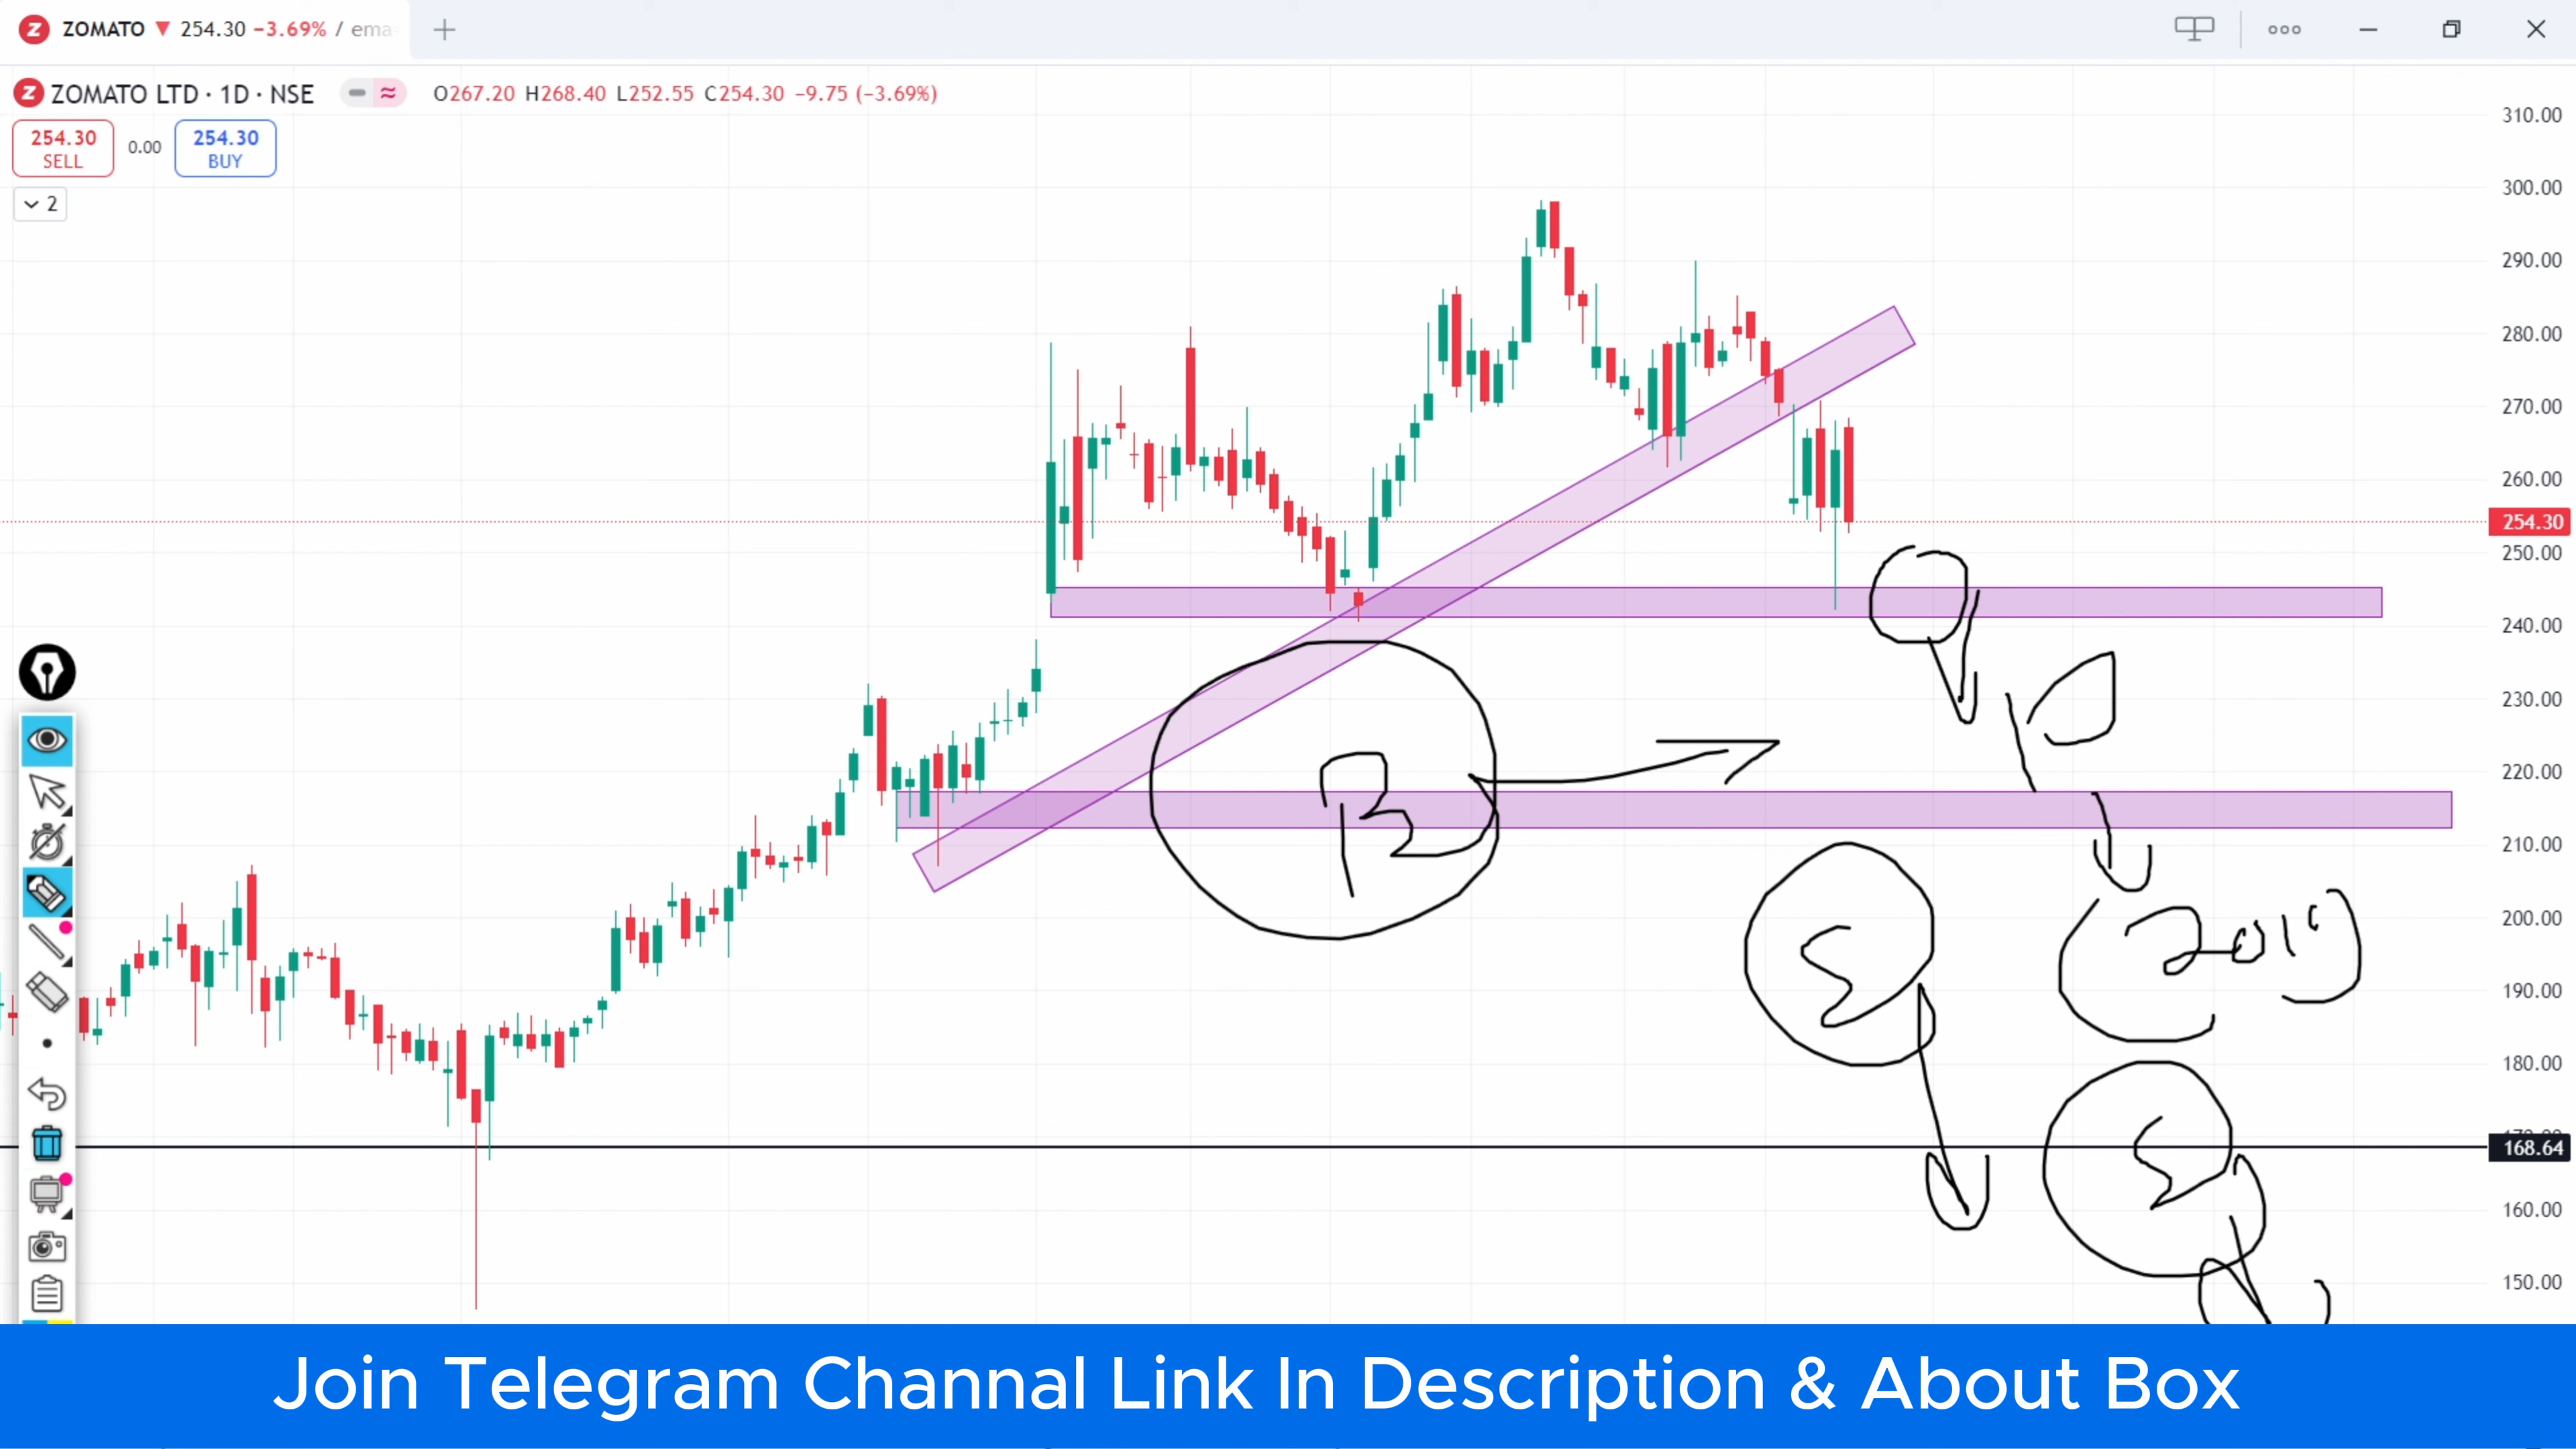 ZOMATO ▼ 254.30 −3.69% / ema
ZOMATO LTD · 1D · NSE O267.20 H268.40 L252.55 C254.30 −9.75 (−3.69%)
254.30 SELL 0.00 254.30 BUY
2
310.00
300.00
290.00
280.00
270.00
260.00
254.30
250.00
240.00
230.00
220.00
210.00
200.00
190.00
180.00
168.64
160.00
150.00
B
S
S
Join Telegram Channal Link In Description & About Box